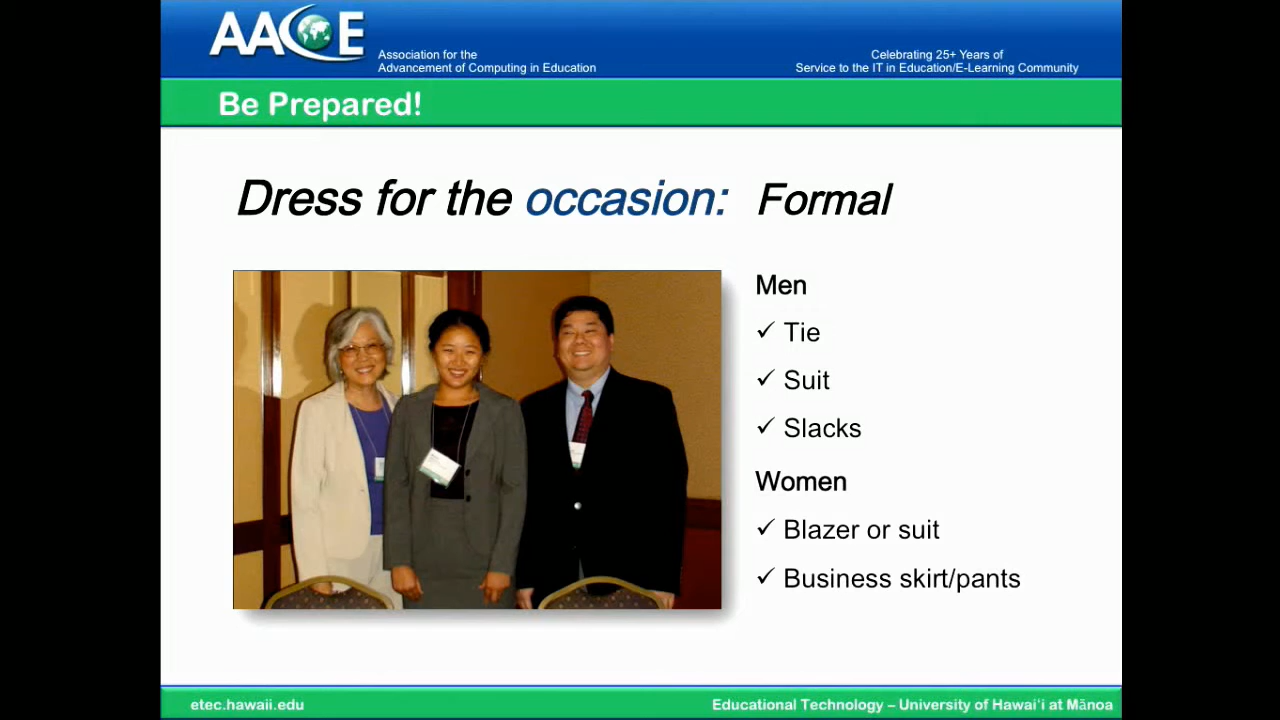 AACE
Association for the
Advancement of Computing in Education
Celebrating 25+ Years of
Service to the IT in Education/E-Learning Community
Be Prepared!
Dress for the occasion: Formal
Men
✓ Tie
✓ Suit
✓ Slacks
Women
✓ Blazer or suit
✓ Business skirt/pants
etec.hawaii.edu
Educational Technology – University of Hawaiʻi at Mānoa